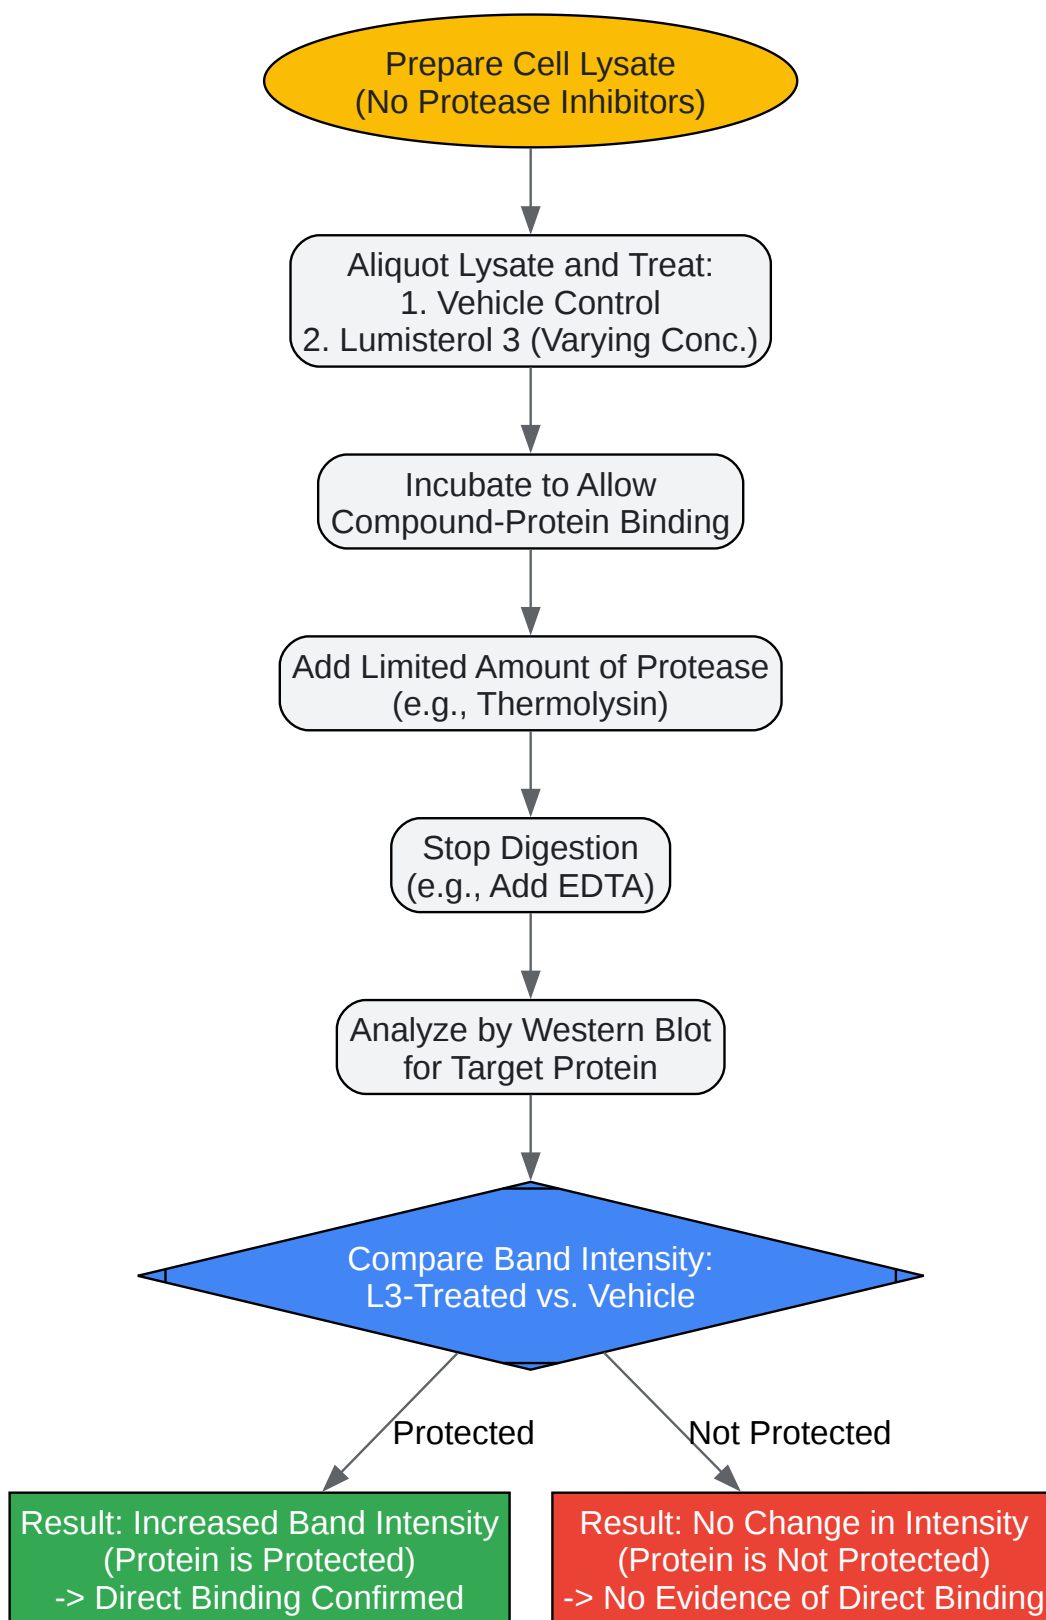 Prepare Cell Lysate
(No Protease Inhibitors)
Aliquot Lysate and Treat:
1. Vehicle Control
2. Lumisterol 3 (Varying Conc.)
Incubate to Allow
Compound-Protein Binding
Add Limited Amount of Protease
(e.g., Thermolysin)
Stop Digestion
(e.g., Add EDTA)
Analyze by Western Blot
for Target Protein
Compare Band Intensity:
L3-Treated vs. Vehicle
Protected
Not Protected
Result: Increased Band Intensity
(Protein is Protected)
-> Direct Binding Confirmed
Result: No Change in Intensity
(Protein is Not Protected)
-> No Evidence of Direct Binding